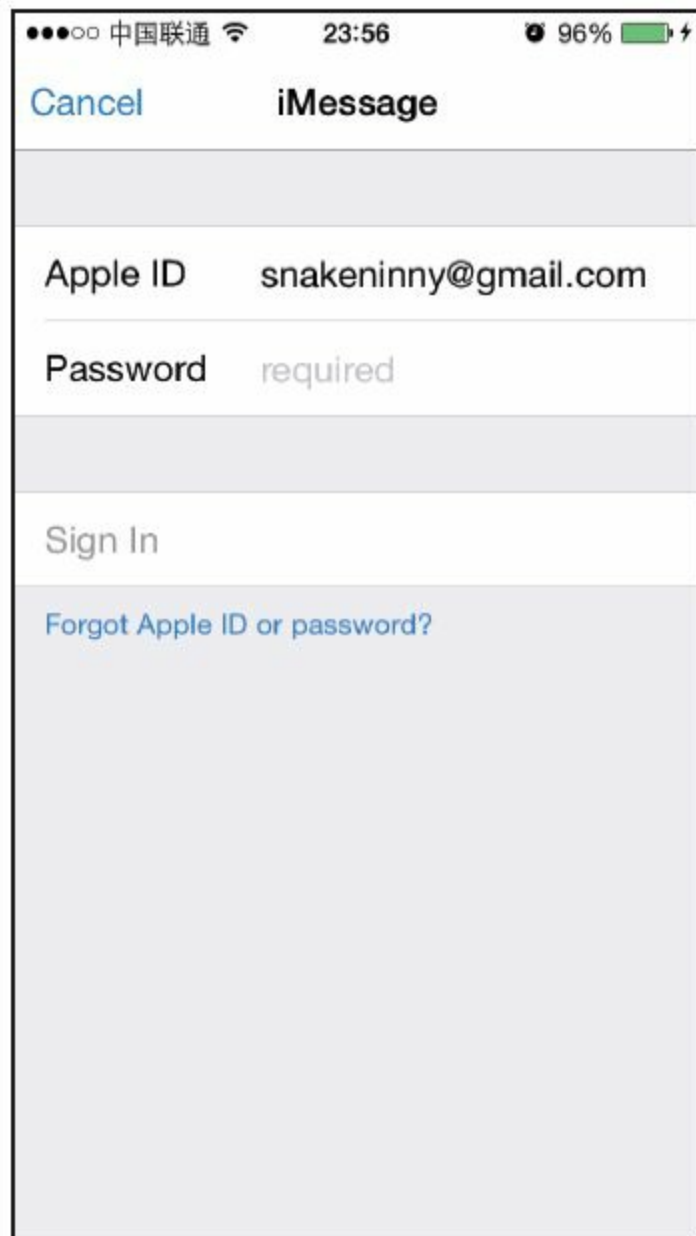 中国联通 23:56 96%
Cancel iMessage
Apple ID snakeninny@gmail.com
Password required
Sign In
Forgot Apple ID or password?